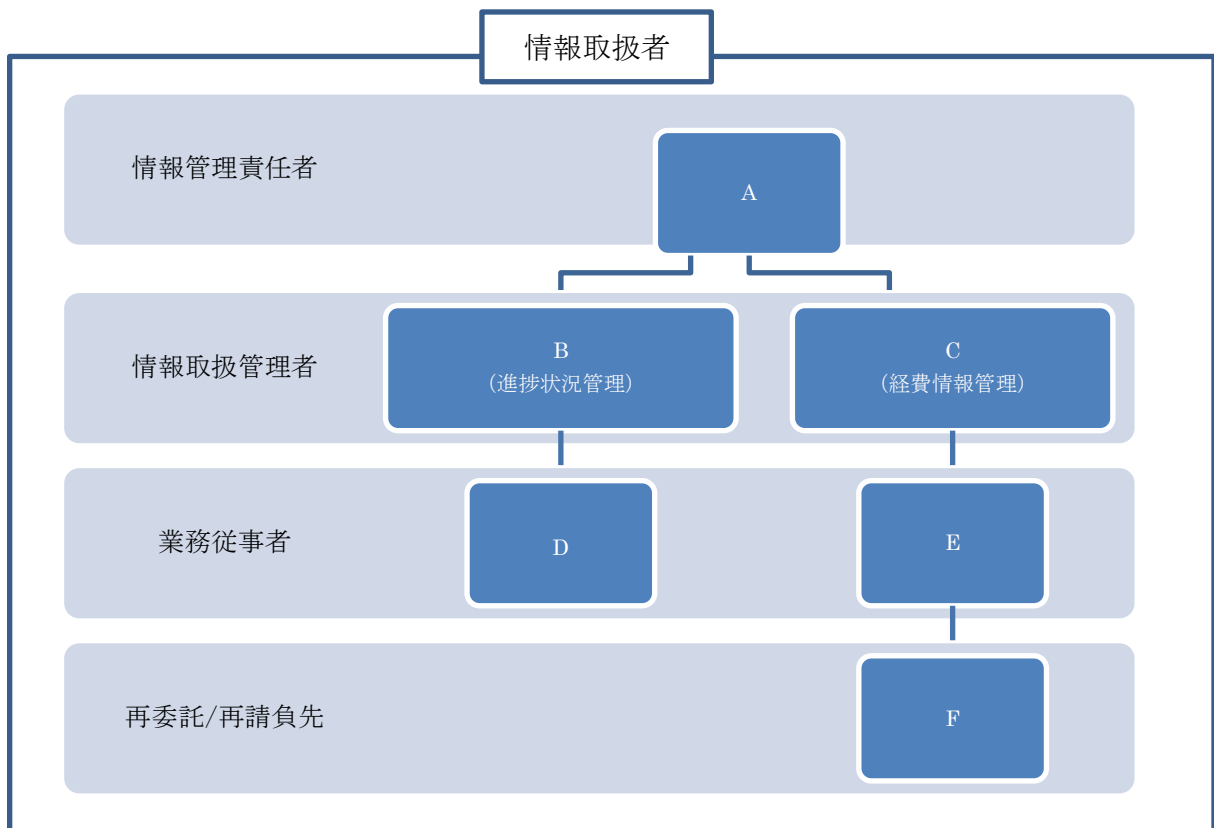 情報取扱者
情報管理責任者
A
情報取扱管理者
B
（進捗状況管理）
C
（経費情報管理）
業務従事者
D
E
再委託/再請負先
F